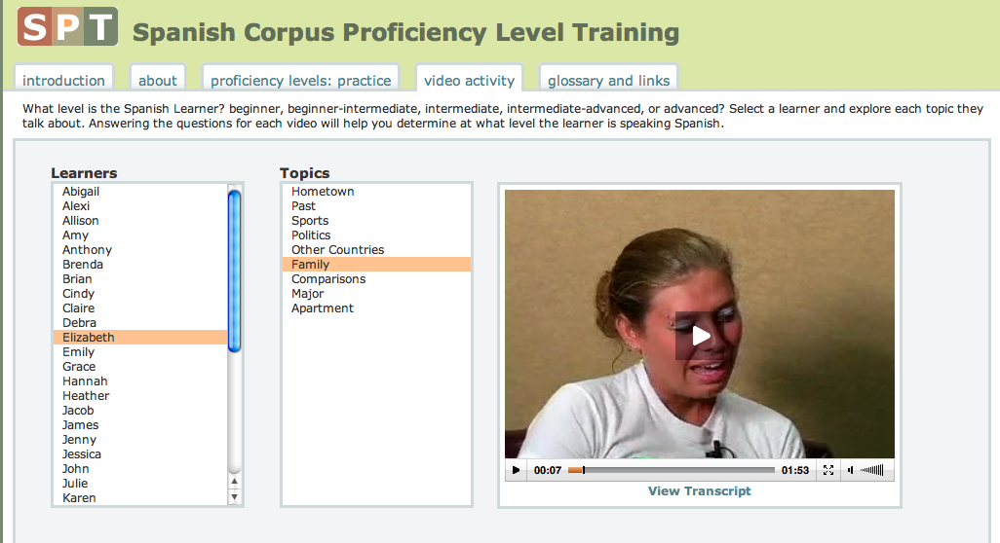 SPT Spanish Corpus Proficiency Level Training
introduction about proficiency levels: practice video activity glossary and links
What level is the Spanish Learner? beginner, beginner-intermediate, intermediate, intermediate-advanced, or advanced? Select a learner and explore each topic they
talk about. Answering the questions for each video will help you determine at what level the learner is speaking Spanish.
Learners
Abigail
Alexi
Allison
Amy
Anthony
Brenda
Brian
Cindy
Claire
Debra
Elizabeth
Emily
Grace
Hannah
Heather
Jacob
James
Jenny
Jessica
John
Julie
Karen
Topics
Hometown
Past
Sports
Politics
Other Countries
Family
Comparisons
Major
Apartment
00:07 01:53
View Transcript